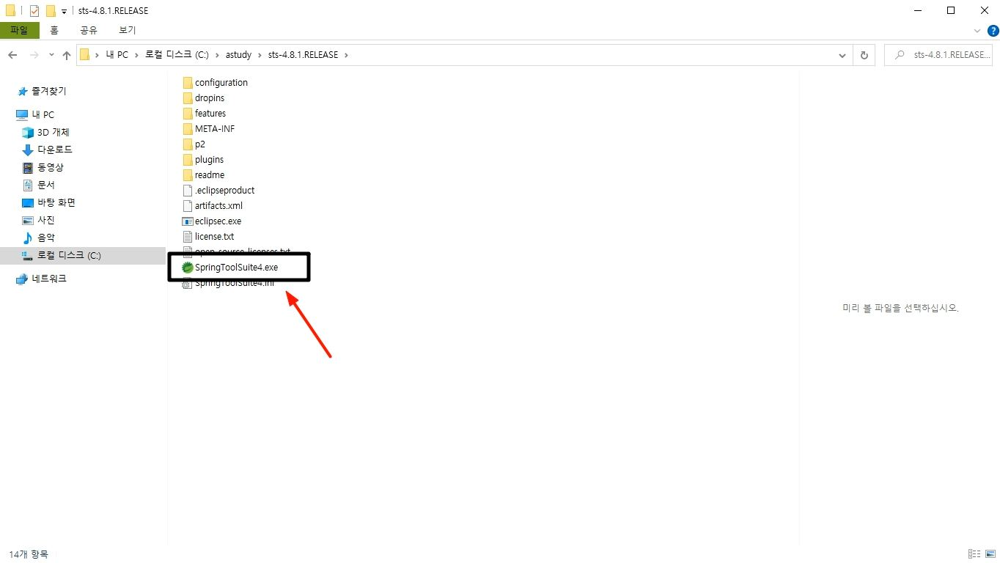 sts-4.8.1.RELEASE
파일 홈 공유 보기
내 PC 로컬 디스크 (C:) astudy sts-4.8.1.RELEASE
sts-4.8.1.RELEASE...
즐겨찾기
내 PC
3D 개체
다운로드
동영상
문서
바탕 화면
사진
음악
로컬 디스크 (C:)
네트워크
configuration
dropins
features
META-INF
p2
plugins
readme
.eclipseproduct
artifacts.xml
eclipsec.exe
license.txt
open-source-licenses.txt
SpringToolSuite4.exe
SpringToolSuite4.ini
미리 볼 파일을 선택하십시오.
14개 항목